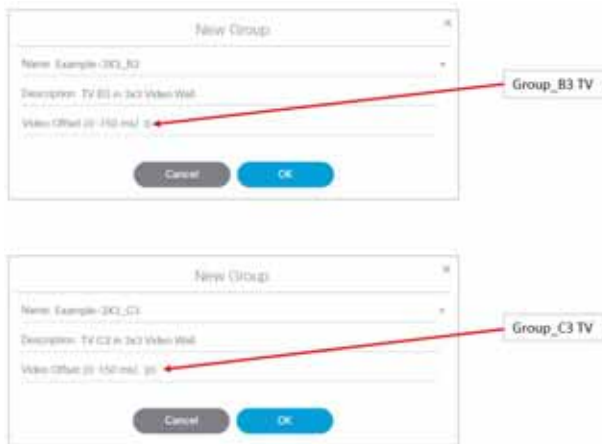 New Group
Name: Example-3X3_B3
Description: TV B3 in 3x3 Video Wall
Video Offset (0-150 ms):
Group_B3 TV
Cancel
OK
New Group
Name: Example-3X3_C3
Description: TV C3 in 3x3 Video Wall
Video Offset (0-150 ms):
Group_C3 TV
Cancel
OK